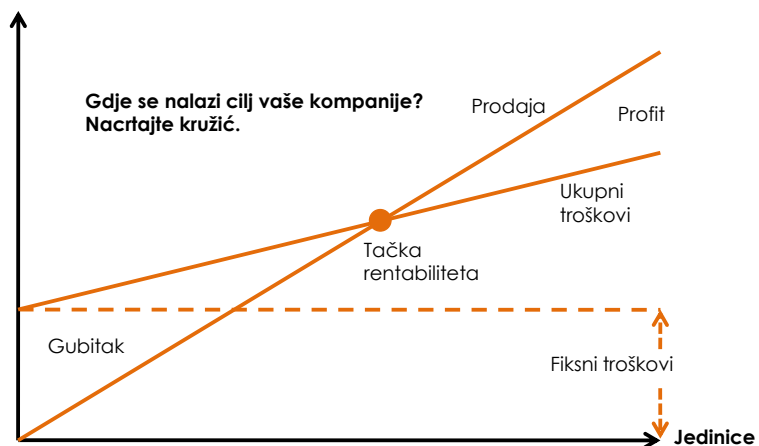 Gdje se nalazi cilj vaše kompanije?
Nacrtajte kružić.
Prodaja
Profit
Ukupni
troškovi
Tačka
rentabiliteta
Gubitak
Fiksni troškovi
Jedinice